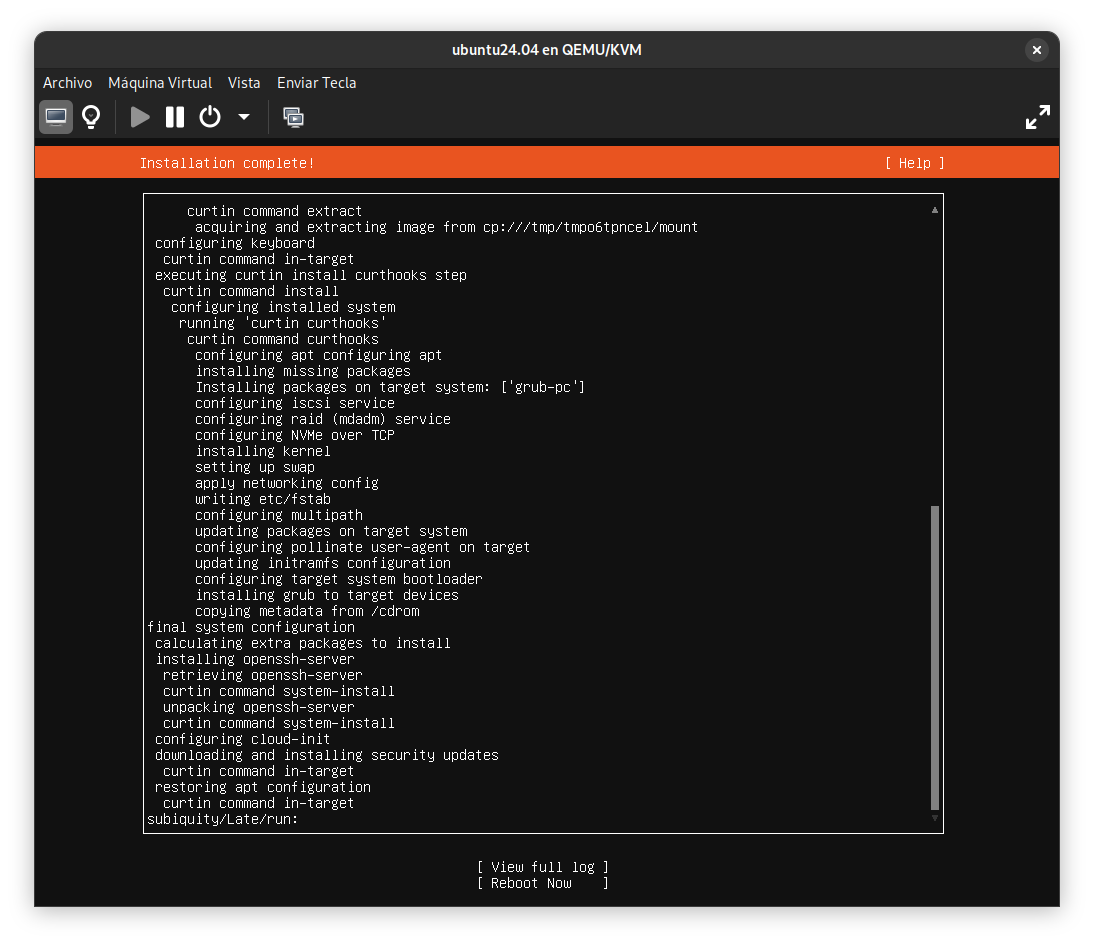 ubuntu24.04 en QEMU/KVM
Archivo Máquina Virtual Vista Enviar Tecla
Installation complete! [ Help ]
curtin command extract
acquiring and extracting image from cp:///tmp/tmpo6tpncel/mount
configuring keyboard
curtin command in-target
executing curtin install curthooks step
curtin command install
configuring installed system
running 'curtin curthooks'
curtin command curthooks
configuring apt configuring apt
installing missing packages
Installing packages on target system: ['grub-pc']
configuring iscsi service
configuring raid (mdadm) service
configuring NVMe over TCP
installing kernel
setting up swap
apply networking config
writing etc/fstab
configuring multipath
updating packages on target system
configuring pollinate user-agent on target
updating initramfs configuration
configuring target system bootloader
installing grub to target devices
copying metadata from /cdrom
final system configuration
calculating extra packages to install
installing openssh-server
retrieving openssh-server
curtin command system-install
unpacking openssh-server
curtin command system-install
configuring cloud-init
downloading and installing security updates
curtin command in-target
restoring apt configuration
curtin command in-target
subiquity/Late/run:
[ View full log ]
[ Reboot Now ]